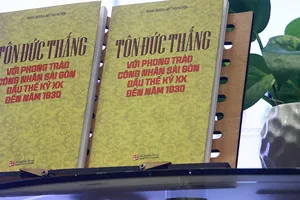 TÔN ĐỨC THẮNG
VỚI PHONG TRÀO
CÔNG NHÂN SÀI GÒN
ĐẦU THẾ KỶ XX
ĐẾN NĂM 1930
TÔN ĐỨC THẮNG
VỚI PHONG TRÀO
CÔNG NHÂN SÀI GÒN
ĐẦU THẾ KỶ XX
ĐẾN NĂM 1930